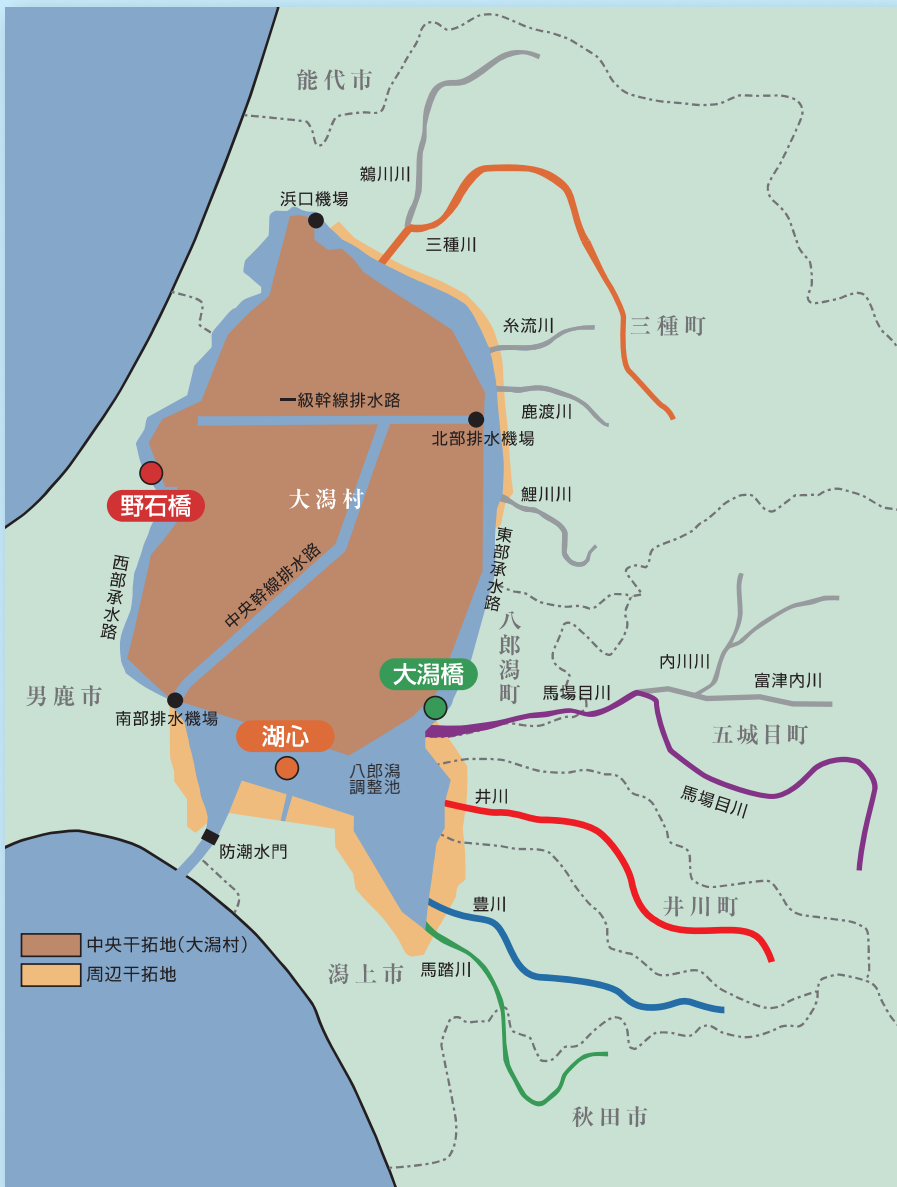 能代市
鵜川川
浜口機場
三種川
糸流川
三種町
一級幹線排水路
鹿渡川
北部排水機場
大潟村
鯉川川
野石橋
東部承水路
中央幹線排水路
西部承水路
八郎潟町
内川川
大潟橋
富津内川
男鹿市
馬場目川
南部排水機場
湖心
五城目町
八郎潟
調整池
馬場目川
井川
防潮水門
豊川
井川町
中央干拓地(大潟村)
周辺干拓地
潟上市
馬踏川
秋田市